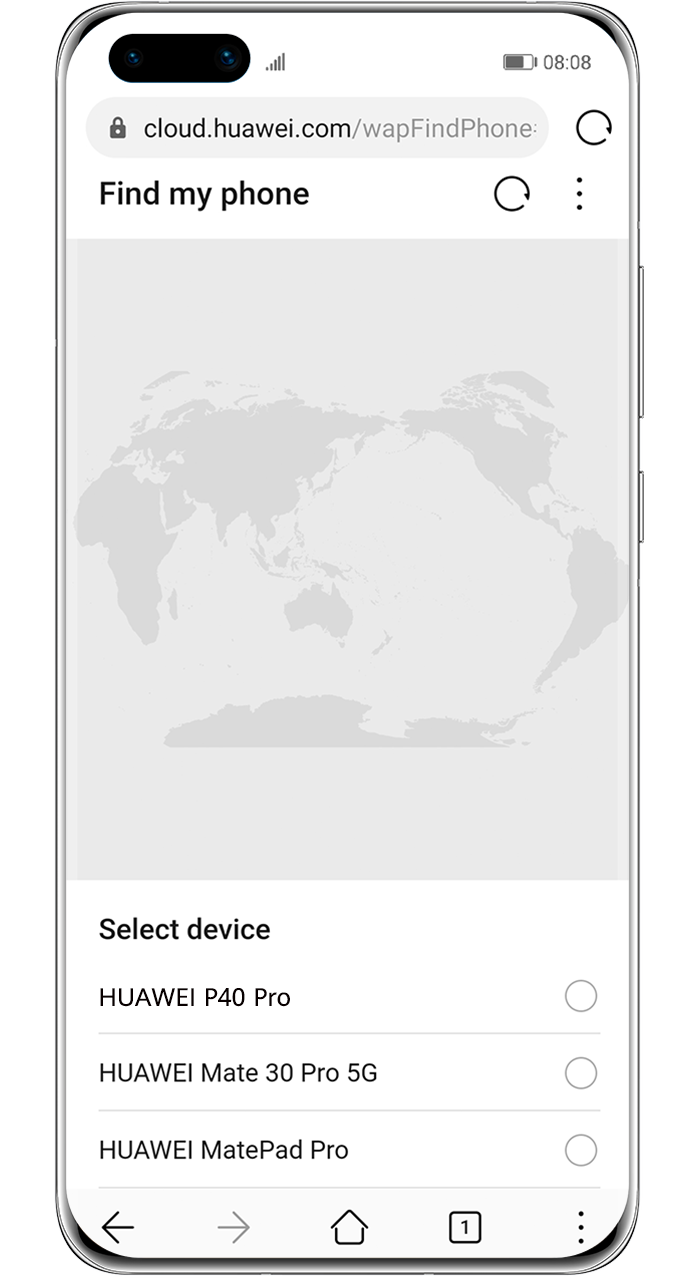 08:08
cloud.huawei.com/wapFindPhone
Find my phone
Select device
HUAWEI P40 Pro
HUAWEI Mate 30 Pro 5G
HUAWEI MatePad Pro
1